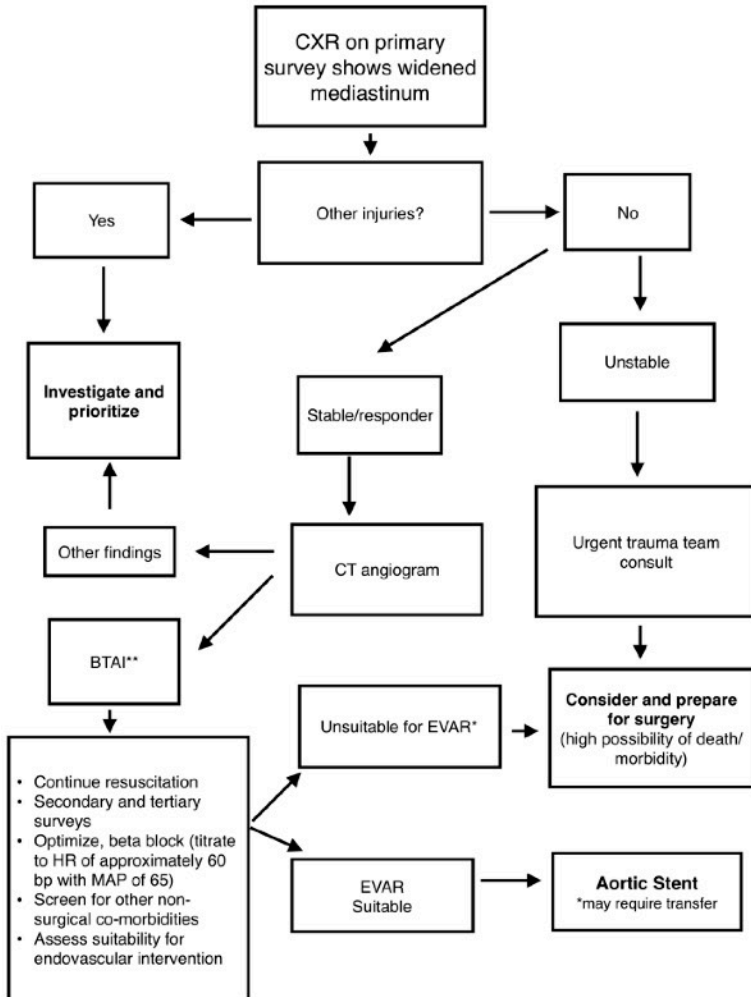 CXR on primary
survey shows widened
mediastinum
Other injuries?
Yes
No
Investigate and
prioritize
Stable/responder
Unstable
Other findings
CT angiogram
Urgent trauma team
consult
BTAI**
Unsuitable for EVAR*
Consider and prepare
for surgery
(high possibility of death/
morbidity)
• Continue resuscitation
• Secondary and tertiary
surveys
• Optimize, beta block (titrate
to HR of approximately 60
bp with MAP of 65)
• Screen for other non-
surgical co-morbidities
• Assess suitability for
endovascular intervention
EVAR
Suitable
Aortic Stent
*may require transfer